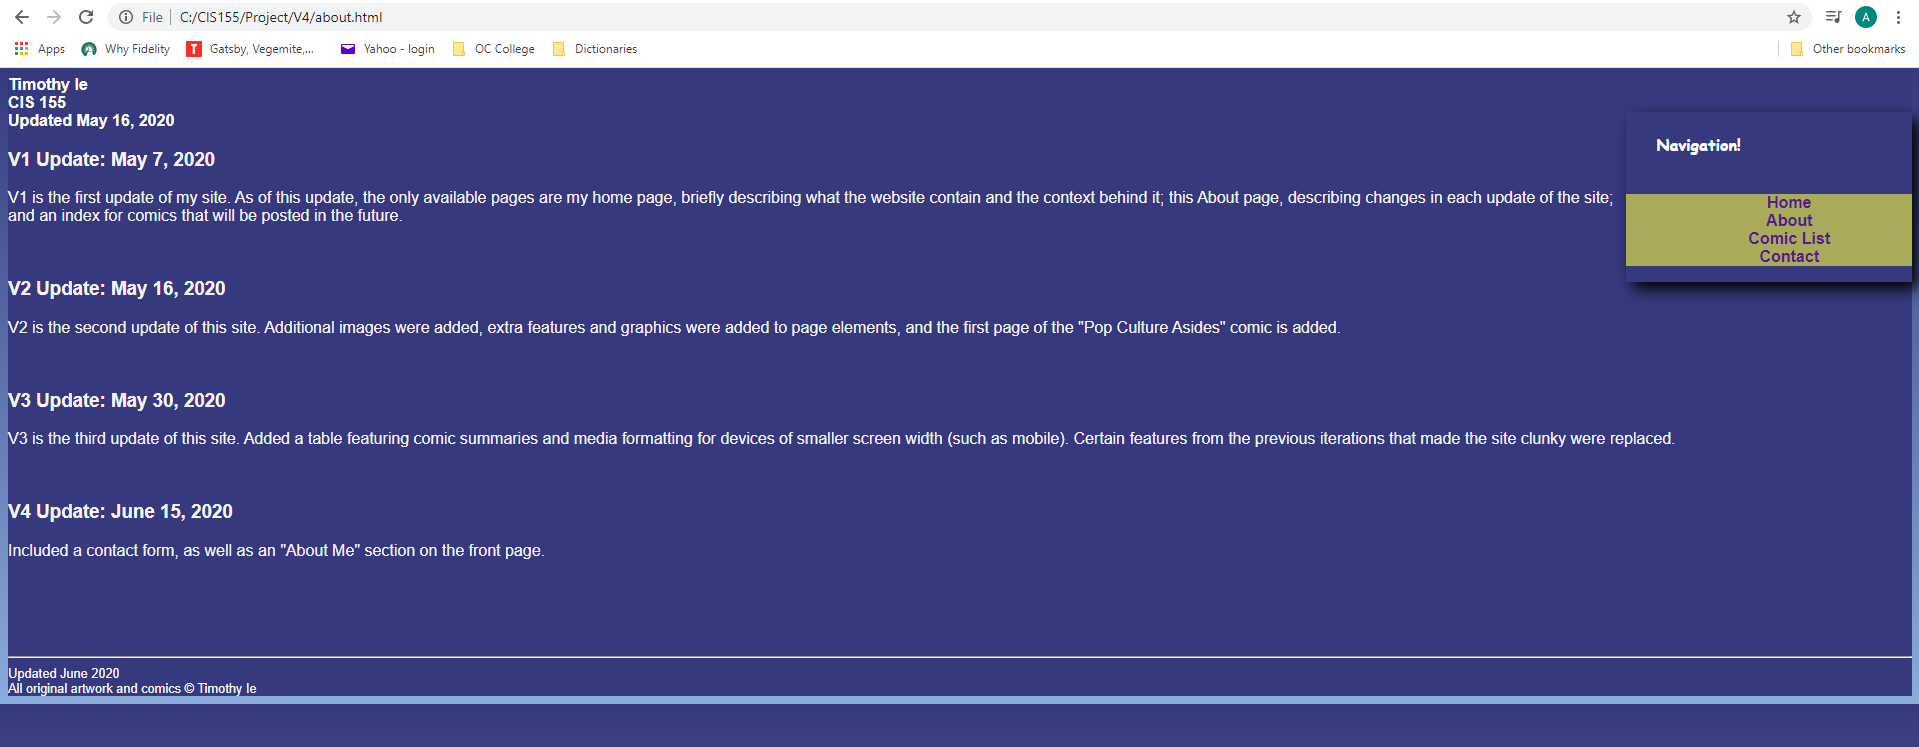 File
C:/CIS155/Project/V4/about.html
A
Apps
Why Fidelity
T
Gatsby, Vegemite,...
Yahoo - login
OC College
Dictionaries
Other bookmarks
Timothy Ie
CIS 155
Updated May 16, 2020
Navigation!
Home
About
Comic List
Contact
V1 Update: May 7, 2020
V1 is the first update of my site. As of this update, the only available pages are my home page, briefly describing what the website contain and the context behind it; this About page, describing changes in each update of the site;
and an index for comics that will be posted in the future.
V2 Update: May 16, 2020
V2 is the second update of this site. Additional images were added, extra features and graphics were added to page elements, and the first page of the "Pop Culture Asides" comic is added.
V3 Update: May 30, 2020
V3 is the third update of this site. Added a table featuring comic summaries and media formatting for devices of smaller screen width (such as mobile). Certain features from the previous iterations that made the site clunky were replaced.
V4 Update: June 15, 2020
Included a contact form, as well as an "About Me" section on the front page.
Updated June 2020
All original artwork and comics © Timothy Ie